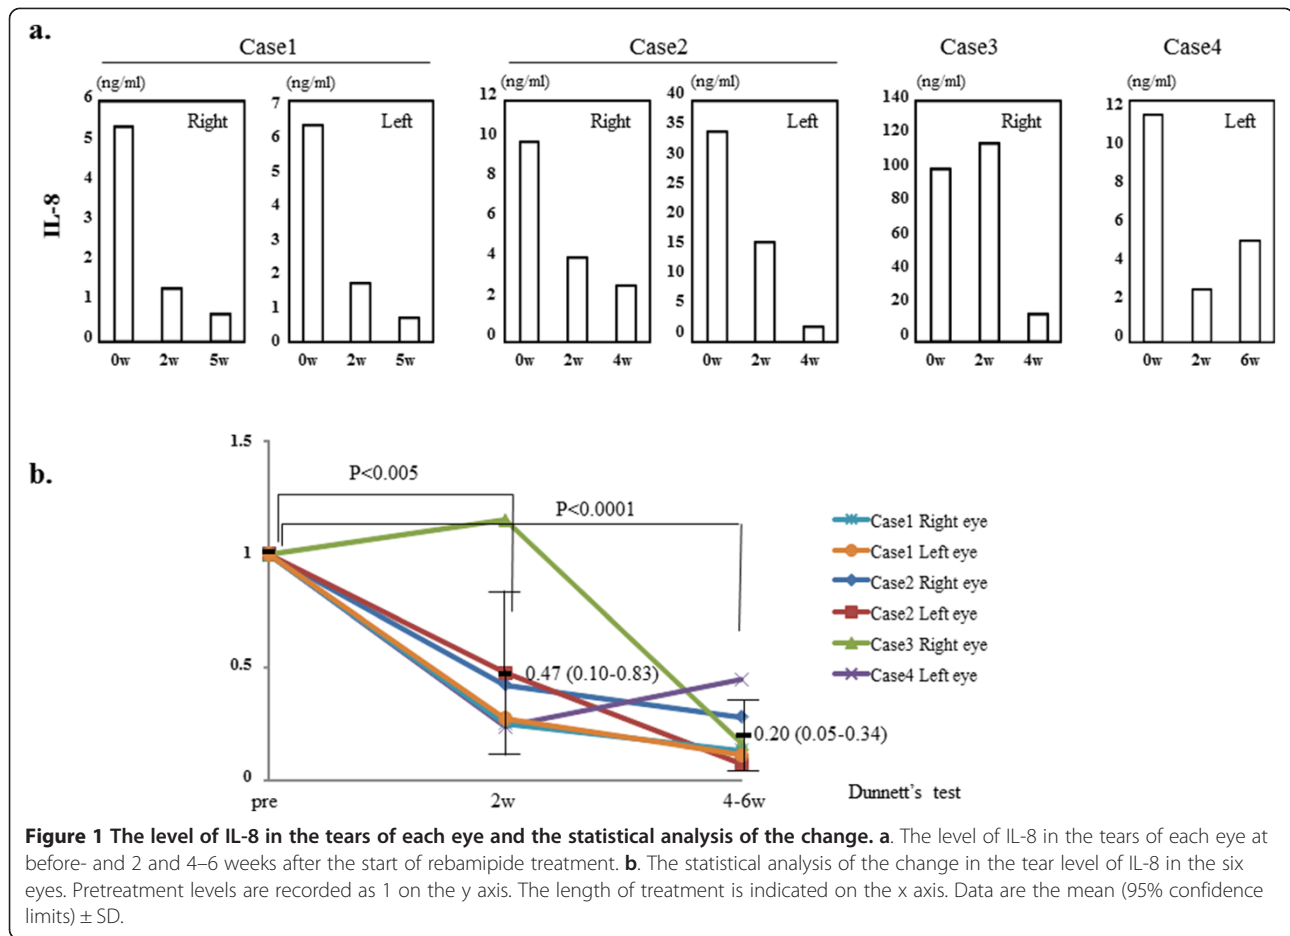 a.
Case1 Case2 Case3 Case4
(ng/ml) (ng/ml) (ng/ml) (ng/ml) (ng/ml) (ng/ml)
IL-8
6
5
4
3
2
1
0
Right
0w 2w 5w
7
6
5
4
3
2
1
0
Left
0w 2w 5w
12
10
8
6
4
2
0
Right
0w 2w 4w
40
35
30
25
20
15
10
5
0
Left
0w 2w 4w
140
120
100
80
60
40
20
0
Right
0w 2w 4w
12
10
8
6
4
2
0
Left
0w 2w 6w
b.
1.5
1
0.5
0
P<0.005
P<0.0001
0.47 (0.10-0.83)
0.20 (0.05-0.34)
pre 2w 4-6w
Case1 Right eye
Case1 Left eye
Case2 Right eye
Case2 Left eye
Case3 Right eye
Case4 Left eye
Dunnett's test
Figure 1 The level of IL-8 in the tears of each eye and the statistical analysis of the change. a. The level of IL-8 in the tears of each eye at
before- and 2 and 4–6 weeks after the start of rebamipide treatment. b. The statistical analysis of the change in the tear level of IL-8 in the six
eyes. Pretreatment levels are recorded as 1 on the y axis. The length of treatment is indicated on the x axis. Data are the mean (95% confidence
limits) ± SD.